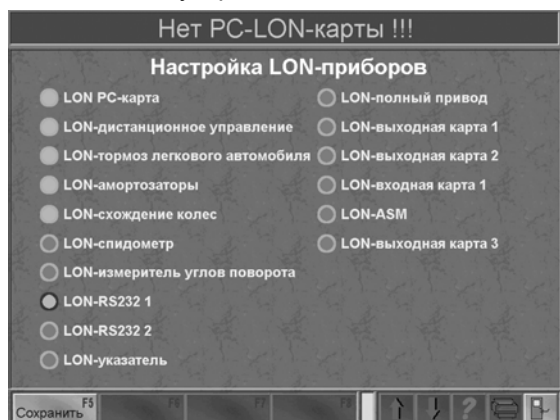 Нет PC-LON-карты !!!
Настройка LON-приборов
LON PC-карта
LON-дистанционное управление
LON-тормоз легкового автомобиля
LON-амортозаторы
LON-схождение колес
LON-спидометр
LON-измеритель углов поворота
LON-RS232 1
LON-RS232 2
LON-указатель
LON-полный привод
LON-выходная карта 1
LON-выходная карта 2
LON-входная карта 1
LON-ASM
LON-выходная карта 3
F5 F6 F7 F8
Сохранить ?